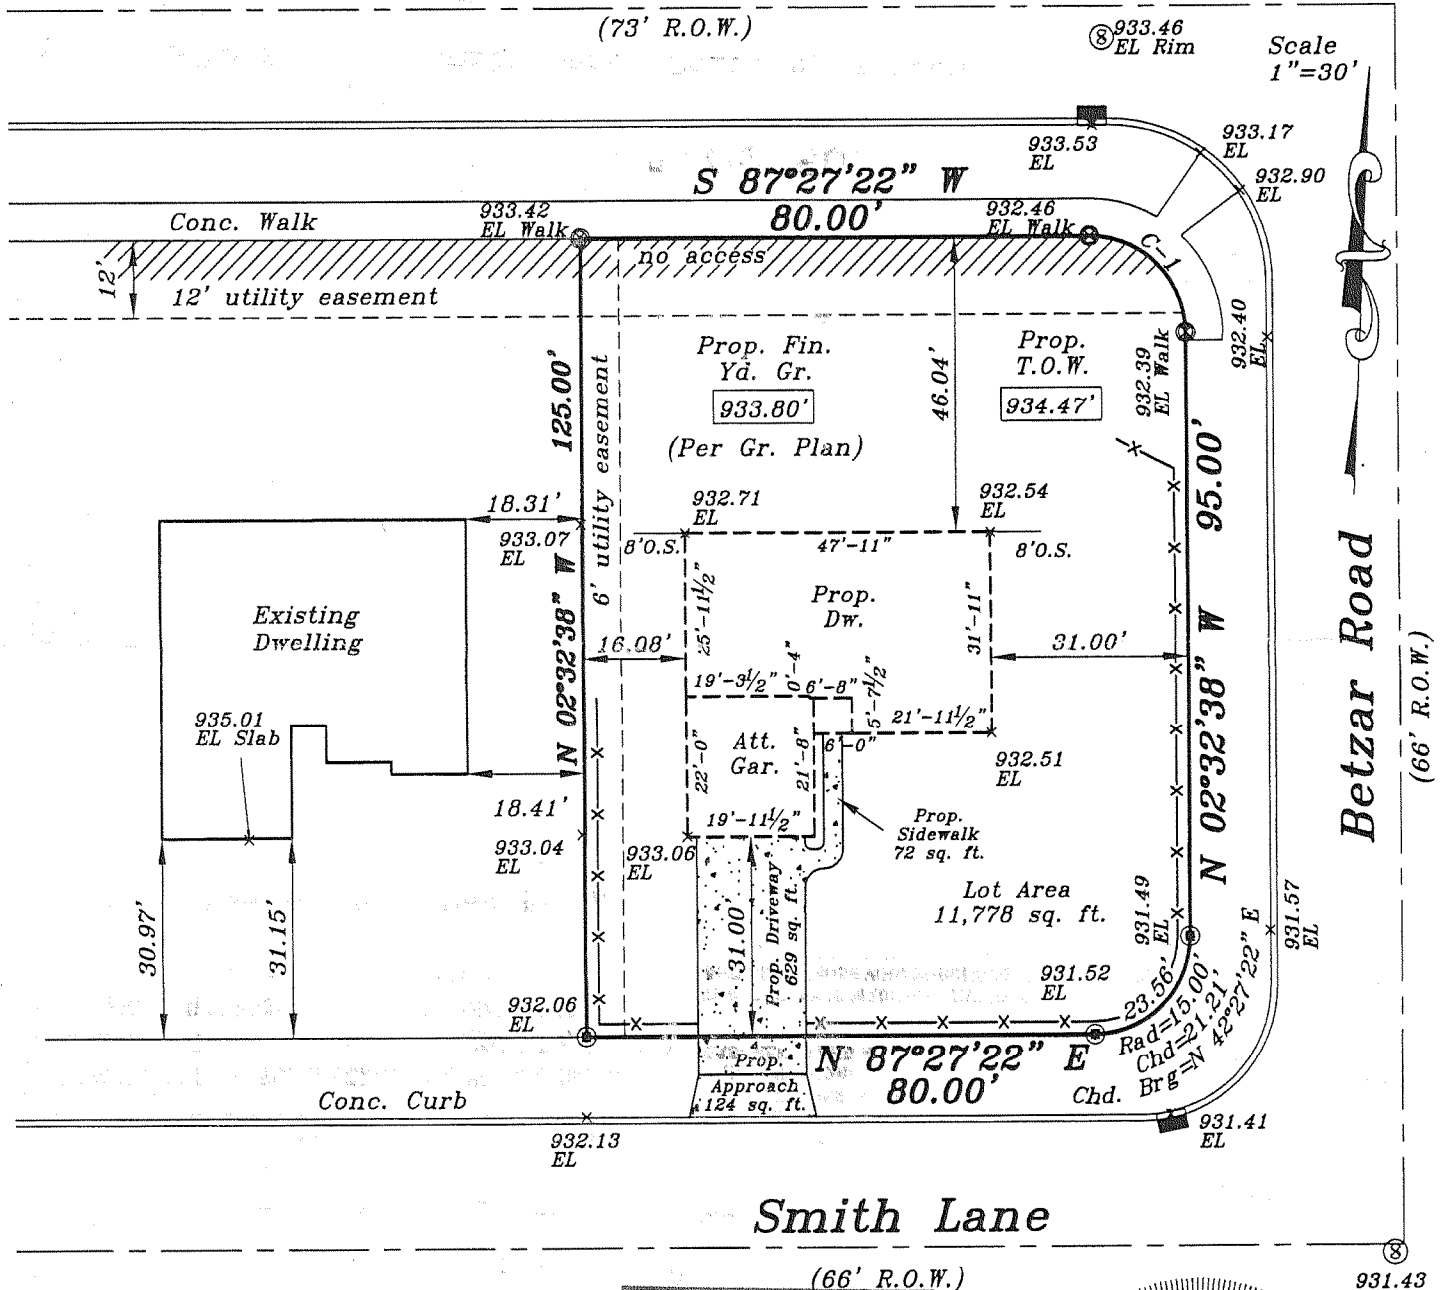 (73' R.O.W.)
8
933.46
EL Rim
Scale
1"=30'
933.53
EL
933.17
EL
932.90
EL
S 87°27'22" W
80.00'
Conc. Walk
933.42
EL Walk
932.46
EL Walk
C-1
no access
12'
12' utility easement
125.00'
6' utility easement
Prop. Fin.
Yd. Gr.
933.80'
(Per Gr. Plan)
46.04'
Prop.
T.O.W.
934.47'
932.39
EL Walk
932.40
EL
95.00'
18.31'
933.07
EL
932.71
EL
932.54
EL
8'O.S.
47'-11"
8'O.S.
Existing
Dwelling
N 02°32'38" W
16.08'
25'-11½"
Prop.
Dw.
31'-11"
31.00'
N 02°32'38" W
Betzar Road
(66' R.O.W.)
19'-3½"
0'-4"
6'-8"
5'-7½"
21'-11½"
6'-0"
935.01
EL Slab
Att.
Gar.
22'-0"
21'-8"
19'-11½"
932.51
EL
18.41'
933.04
EL
933.06
EL
Prop.
Sidewalk
72 sq. ft.
Lot Area
11,778 sq. ft.
30.97'
31.15'
31.00'
Prop. Driveway
629 sq. ft.
931.49
EL
931.57
EL
932.06
EL
931.52
EL
23.56'
Rad=15.00'
Chd=21.21'
Chd. Brg=N 42°27'22" E
Prop.
Approach
124 sq. ft.
N 87°27'22" E
80.00'
Conc. Curb
932.13
EL
931.41
EL
Smith Lane
(66' R.O.W.)
8
931.43